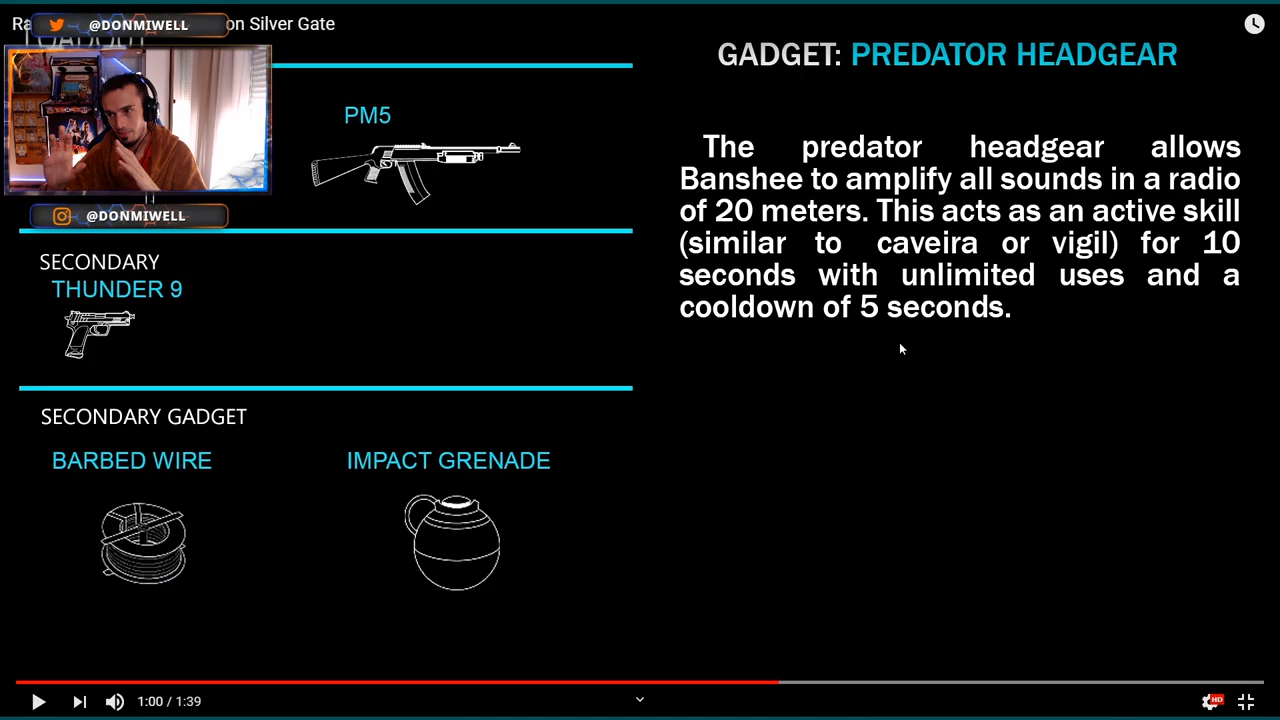 Ra
@DONMIWELL
on Silver Gate
GADGET: PREDATOR HEADGEAR
PM5
The predator headgear allows
Banshee to amplify all sounds in a radio
of 20 meters. This acts as an active skill
(similar to caveira or vigil) for 10
seconds with unlimited uses and a
cooldown of 5 seconds.
@DONMIWELL
SECONDARY
THUNDER 9
SECONDARY GADGET
BARBED WIRE
IMPACT GRENADE
1:00 / 1:39
HD